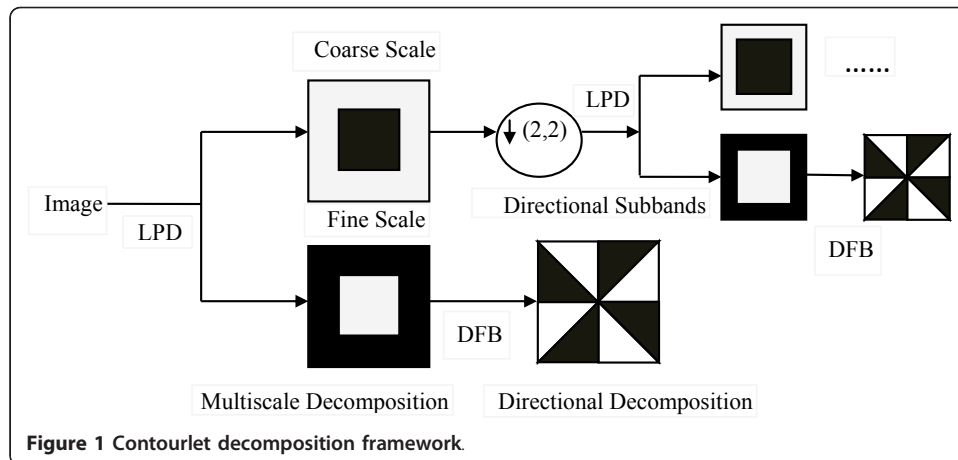 Coarse Scale
LPD
......
↓ (2,2)
Image
LPD
Fine Scale
Directional Subbands
DFB
DFB
Multiscale Decomposition
Directional Decomposition
Figure 1 Contourlet decomposition framework.